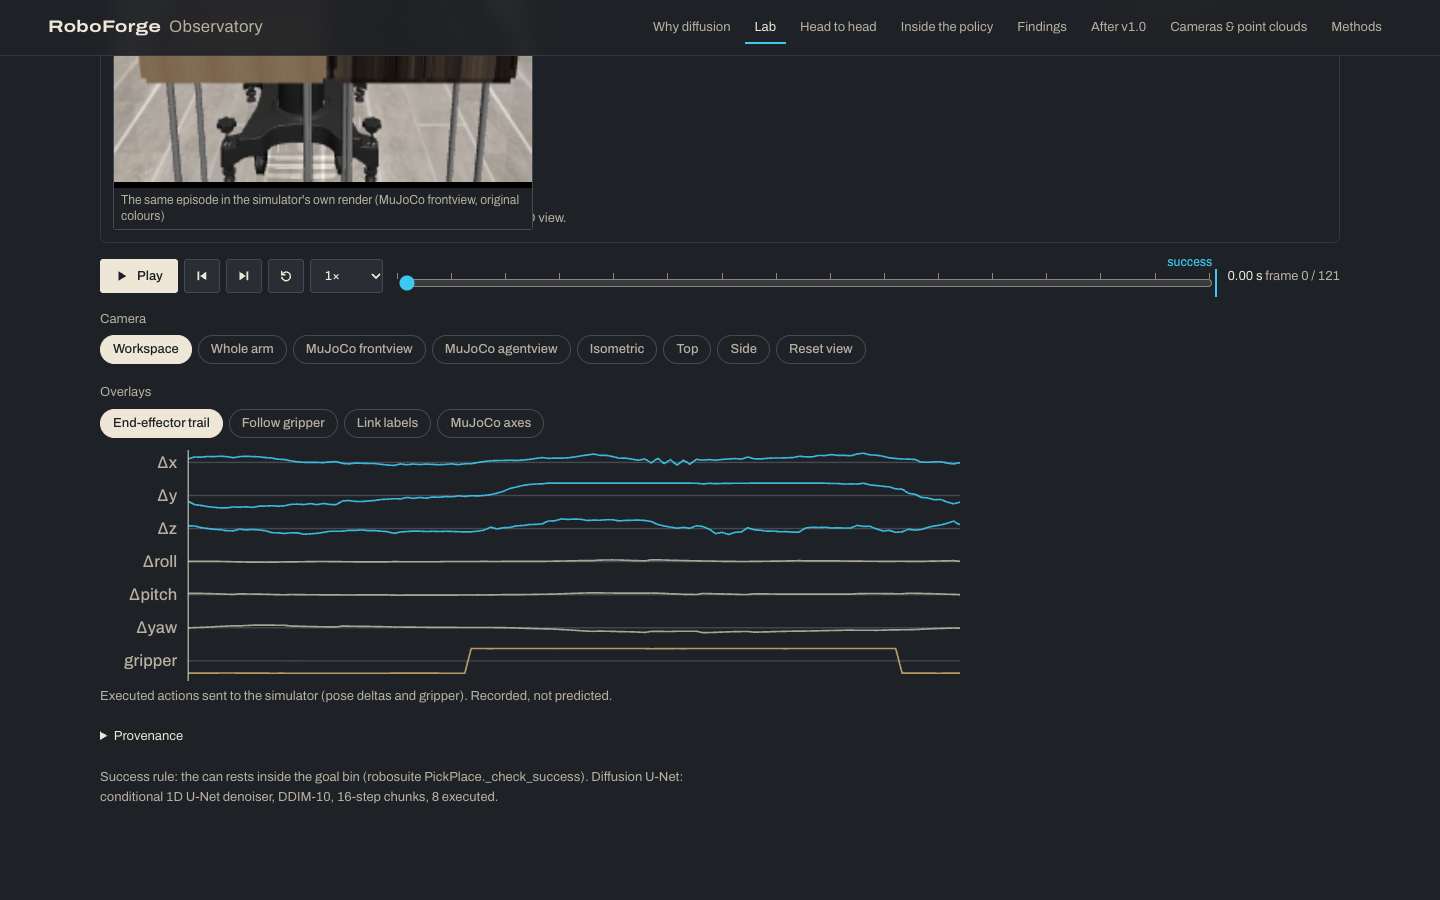 RoboForge Observatory
Why diffusion Lab Head to head Inside the policy Findings After v1.0 Cameras & point clouds Methods
The same episode in the simulator's own render (MuJoCo frontview, original
colours)
view.
success
Play 1× 0.00 s frame 0 / 121
Camera
Workspace Whole arm MuJoCo frontview MuJoCo agentview Isometric Top Side Reset view
Overlays
End-effector trail Follow gripper Link labels MuJoCo axes
Δx
Δy
Δz
Δroll
Δpitch
Δyaw
gripper
Executed actions sent to the simulator (pose deltas and gripper). Recorded, not predicted.
Provenance
Success rule: the can rests inside the goal bin (robosuite PickPlace._check_success). Diffusion U-Net:
conditional 1D U-Net denoiser, DDIM-10, 16-step chunks, 8 executed.